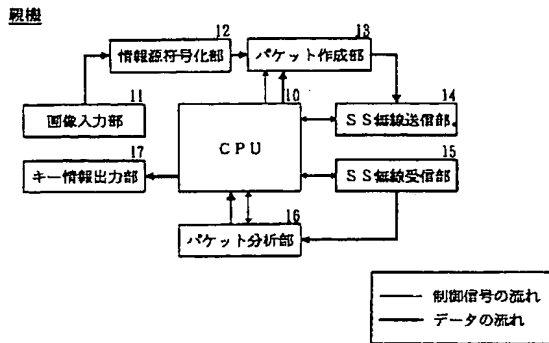 親機
12
情報源符号化部
13
パケット作成部
11
画像入力部
10
CPU
14
SS無線送信部
17
キー情報出力部
15
SS無線受信部
16
パケット分析部
制御信号の流れ
データの流れ